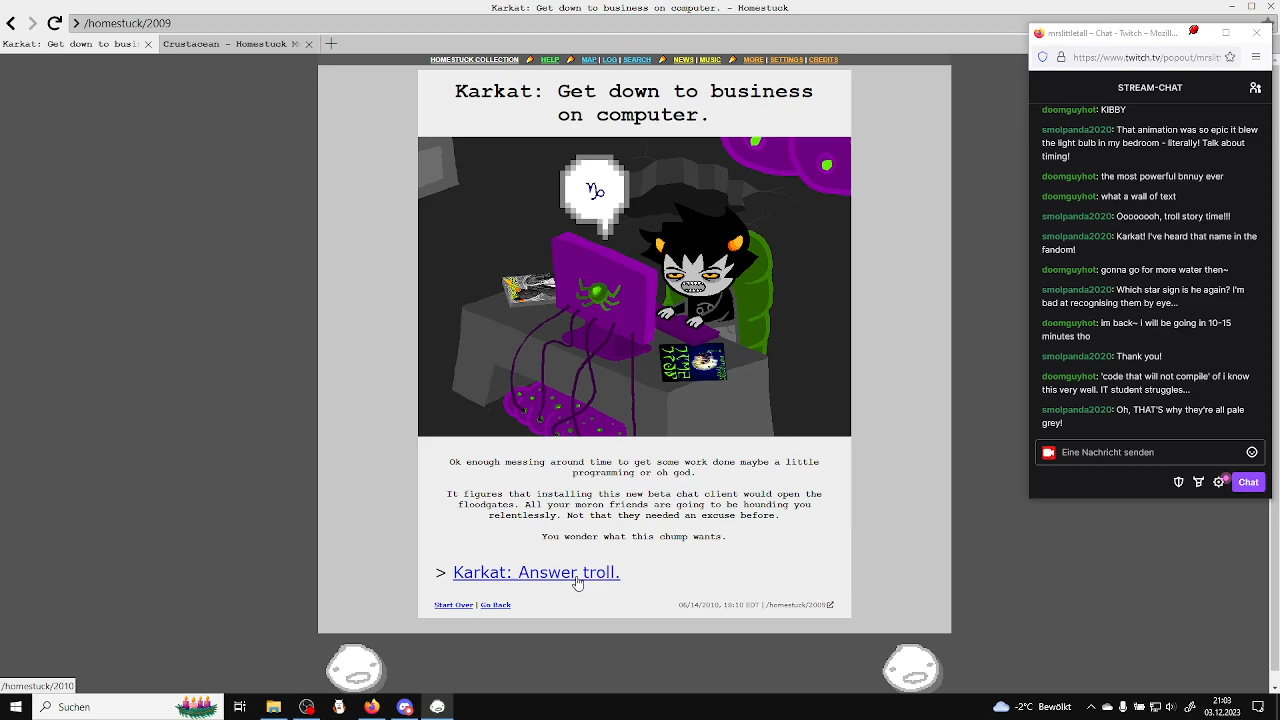 Karkat: Get down to business on computer. - Homestuck
/homestuck/2009
Karkat: Get down to busi
Crustacean - Homestuck M
HOMESTUCK COLLECTION HELP MAP | LOG | SEARCH NEWS | MUSIC MORE | SETTINGS | CREDITS
Karkat: Get down to business
on computer.
Ok enough messing around time to get some work done maybe a little
programming or oh god.
It figures that installing this new beta chat client would open the
floodgates. All your moron friends are going to be hounding you
relentlessly. Not that they needed an excuse before.
You wonder what this chump wants.
> Karkat: Answer troll.
Start Over | Go Back
06/14/2010, 18:10 EDT | /homestuck/2009
/homestuck/2010
mrslittletall – Chat - Twitch – Mozill...
https://www.twitch.tv/popout/mrslit
STREAM-CHAT
doomguyhot: KIBBY
smolpanda2020: That animation was so epic it blew
the light bulb in my bedroom - literally! Talk about
timing!
doomguyhot: the most powerful bnnuy ever
doomguyhot: what a wall of text
smolpanda2020: Oooooooh, troll story time!!!
smolpanda2020: Karkat! I've heard that name in the
fandom!
doomguyhot: gonna go for more water then~
smolpanda2020: Which star sign is he again? I'm
bad at recognising them by eye...
doomguyhot: im back~ i will be going in 10-15
minutes tho
smolpanda2020: Thank you!
doomguyhot: 'code that will not compile' of i know
this very well. IT student struggles...
smolpanda2020: Oh, THAT'S why they're all pale
grey!
Eine Nachricht senden
Chat
Suchen
-2°C Bewölkt
21:03
03.12.2023